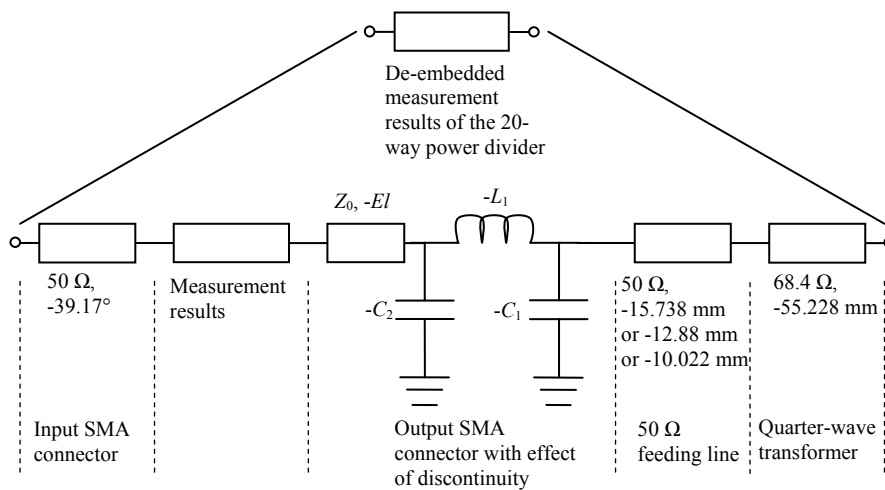 De-embedded
measurement
results of the 20-
way power divider
Z0, -El
-L1
50 Ω,
-39.17°
Measurement
results
-C2
-C1
50 Ω,
-15.738 mm
or -12.88 mm
or -10.022 mm
68.4 Ω,
-55.228 mm
Input SMA
connector
Output SMA
connector with effect
of discontinuity
50 Ω
feeding line
Quarter-wave
transformer